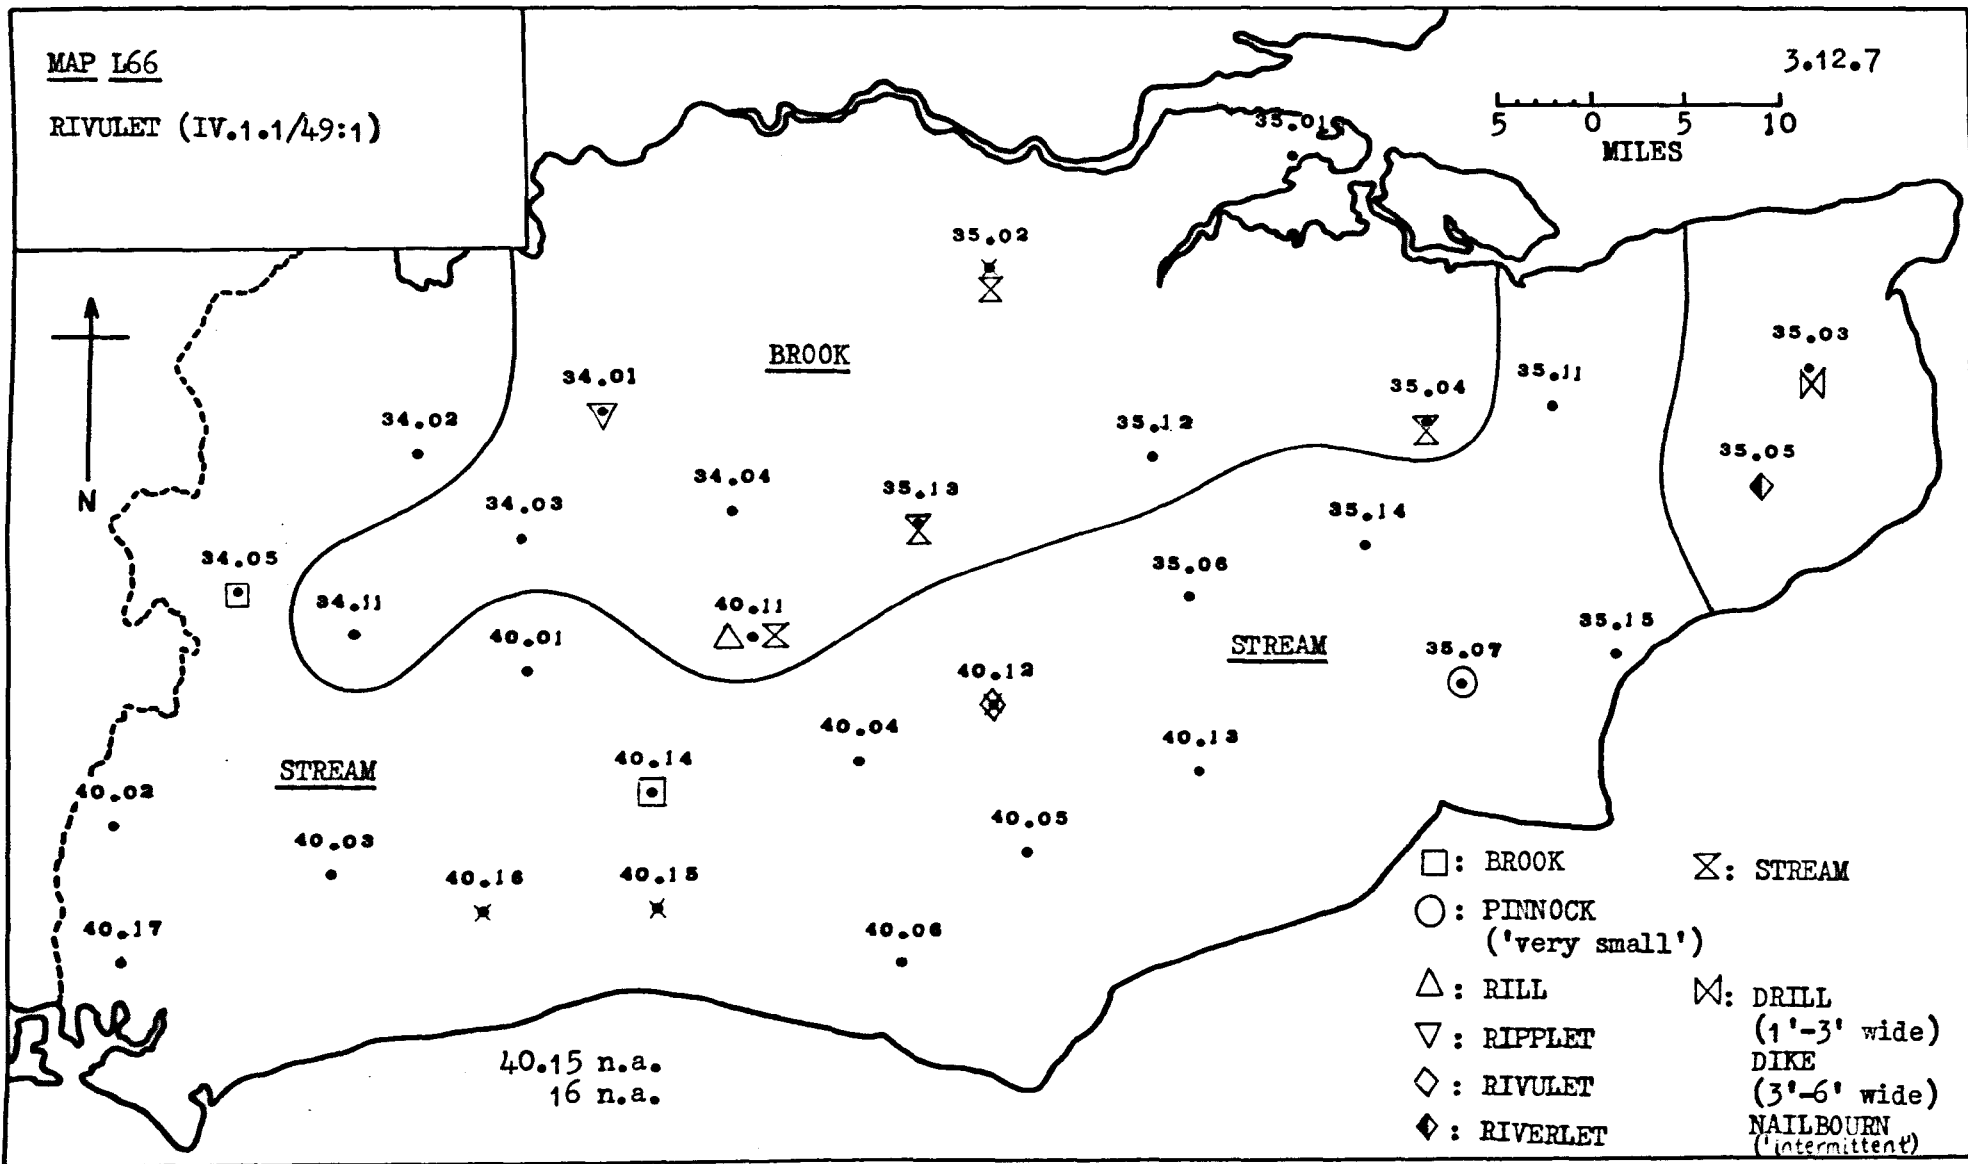 MAP L66
RIVULET (IV.1.1/49:1)
3.12.7
5 0 5 10
MILES
35.01
35.02
BROOK
35.03
34.01
35.04
35.11
34.02
35.12
35.05
34.04
35.13
34.03
35.14
34.05
35.06
34.11
40.11
40.01
STREAM
35.07
35.15
40.12
40.04
40.13
40.14
STREAM
40.02
40.05
40.03
40.16
40.15
40.17
40.06
N
40.15 n.a.
16 n.a.
: BROOK
: STREAM
: PINNOCK
('very small')
: RILL
: DRILL
(1'-3' wide)
: RIPPLET
DIKE
(3'-6' wide)
: RIVULET
NAILBOURN
('intermittent')
: RIVERLET